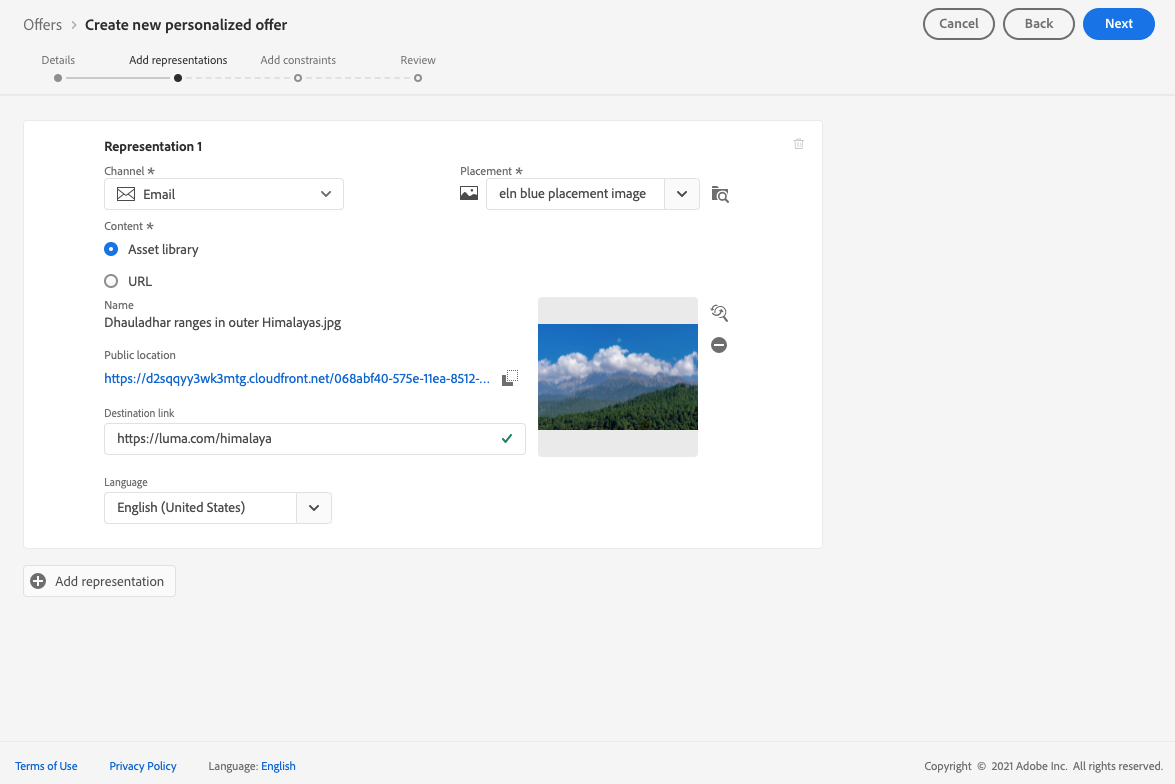 Offers > Create new personalized offer
Cancel
Back
Next
Details
Add representations
Add constraints
Review
Representation 1
Channel *
Placement *
Email
eln blue placement image
Content *
Asset library
URL
Name
Dhauladhar ranges in outer Himalayas.jpg
Public location
https://d2sqqyy3wk3mtg.cloudfront.net/068abf40-575e-11ea-8512-...
Destination link
https://luma.com/himalaya
Language
English (United States)
Add representation
Terms of Use
Privacy Policy
Language: English
Copyright © 2021 Adobe Inc. All rights reserved.